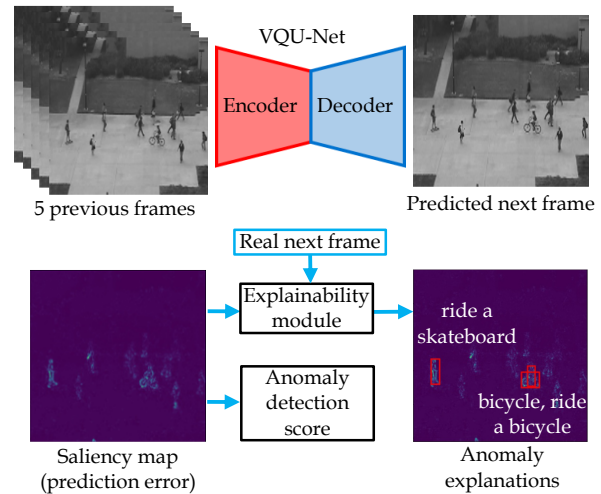 VQU-Net
Encoder
Decoder
5 previous frames
Predicted next frame
Real next frame
Explainability
module
ride a
skateboard
Anomaly
detection
score
bicycle, ride
a bicycle
Saliency map
(prediction error)
Anomaly
explanations